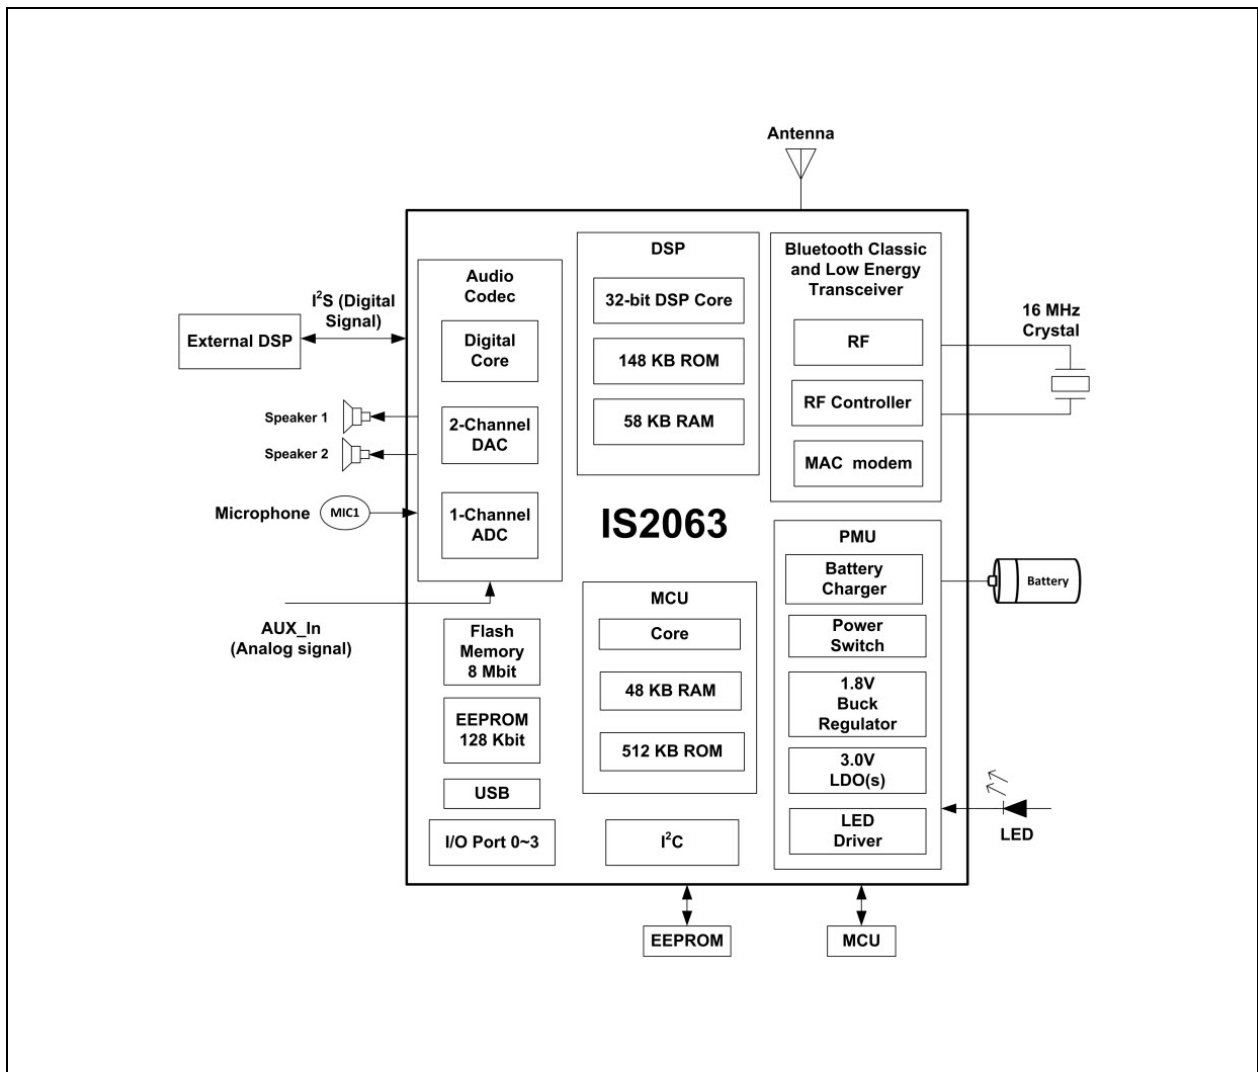 Antenna
External DSP
I²S (Digital
Signal)
Speaker 1
Speaker 2
Microphone
MIC1
AUX_In
(Analog signal)
Audio
Codec
Digital
Core
2-Channel
DAC
1-Channel
ADC
Flash
Memory
8 Mbit
EEPROM
128 Kbit
USB
I/O Port 0~3
DSP
32-bit DSP Core
148 KB ROM
58 KB RAM
IS2063
MCU
Core
48 KB RAM
512 KB ROM
I²C
Bluetooth Classic
and Low Energy
Transceiver
RF
RF Controller
MAC modem
PMU
Battery
Charger
Power
Switch
1.8V
Buck
Regulator
3.0V
LDO(s)
LED
Driver
16 MHz
Crystal
Battery
LED
EEPROM
MCU